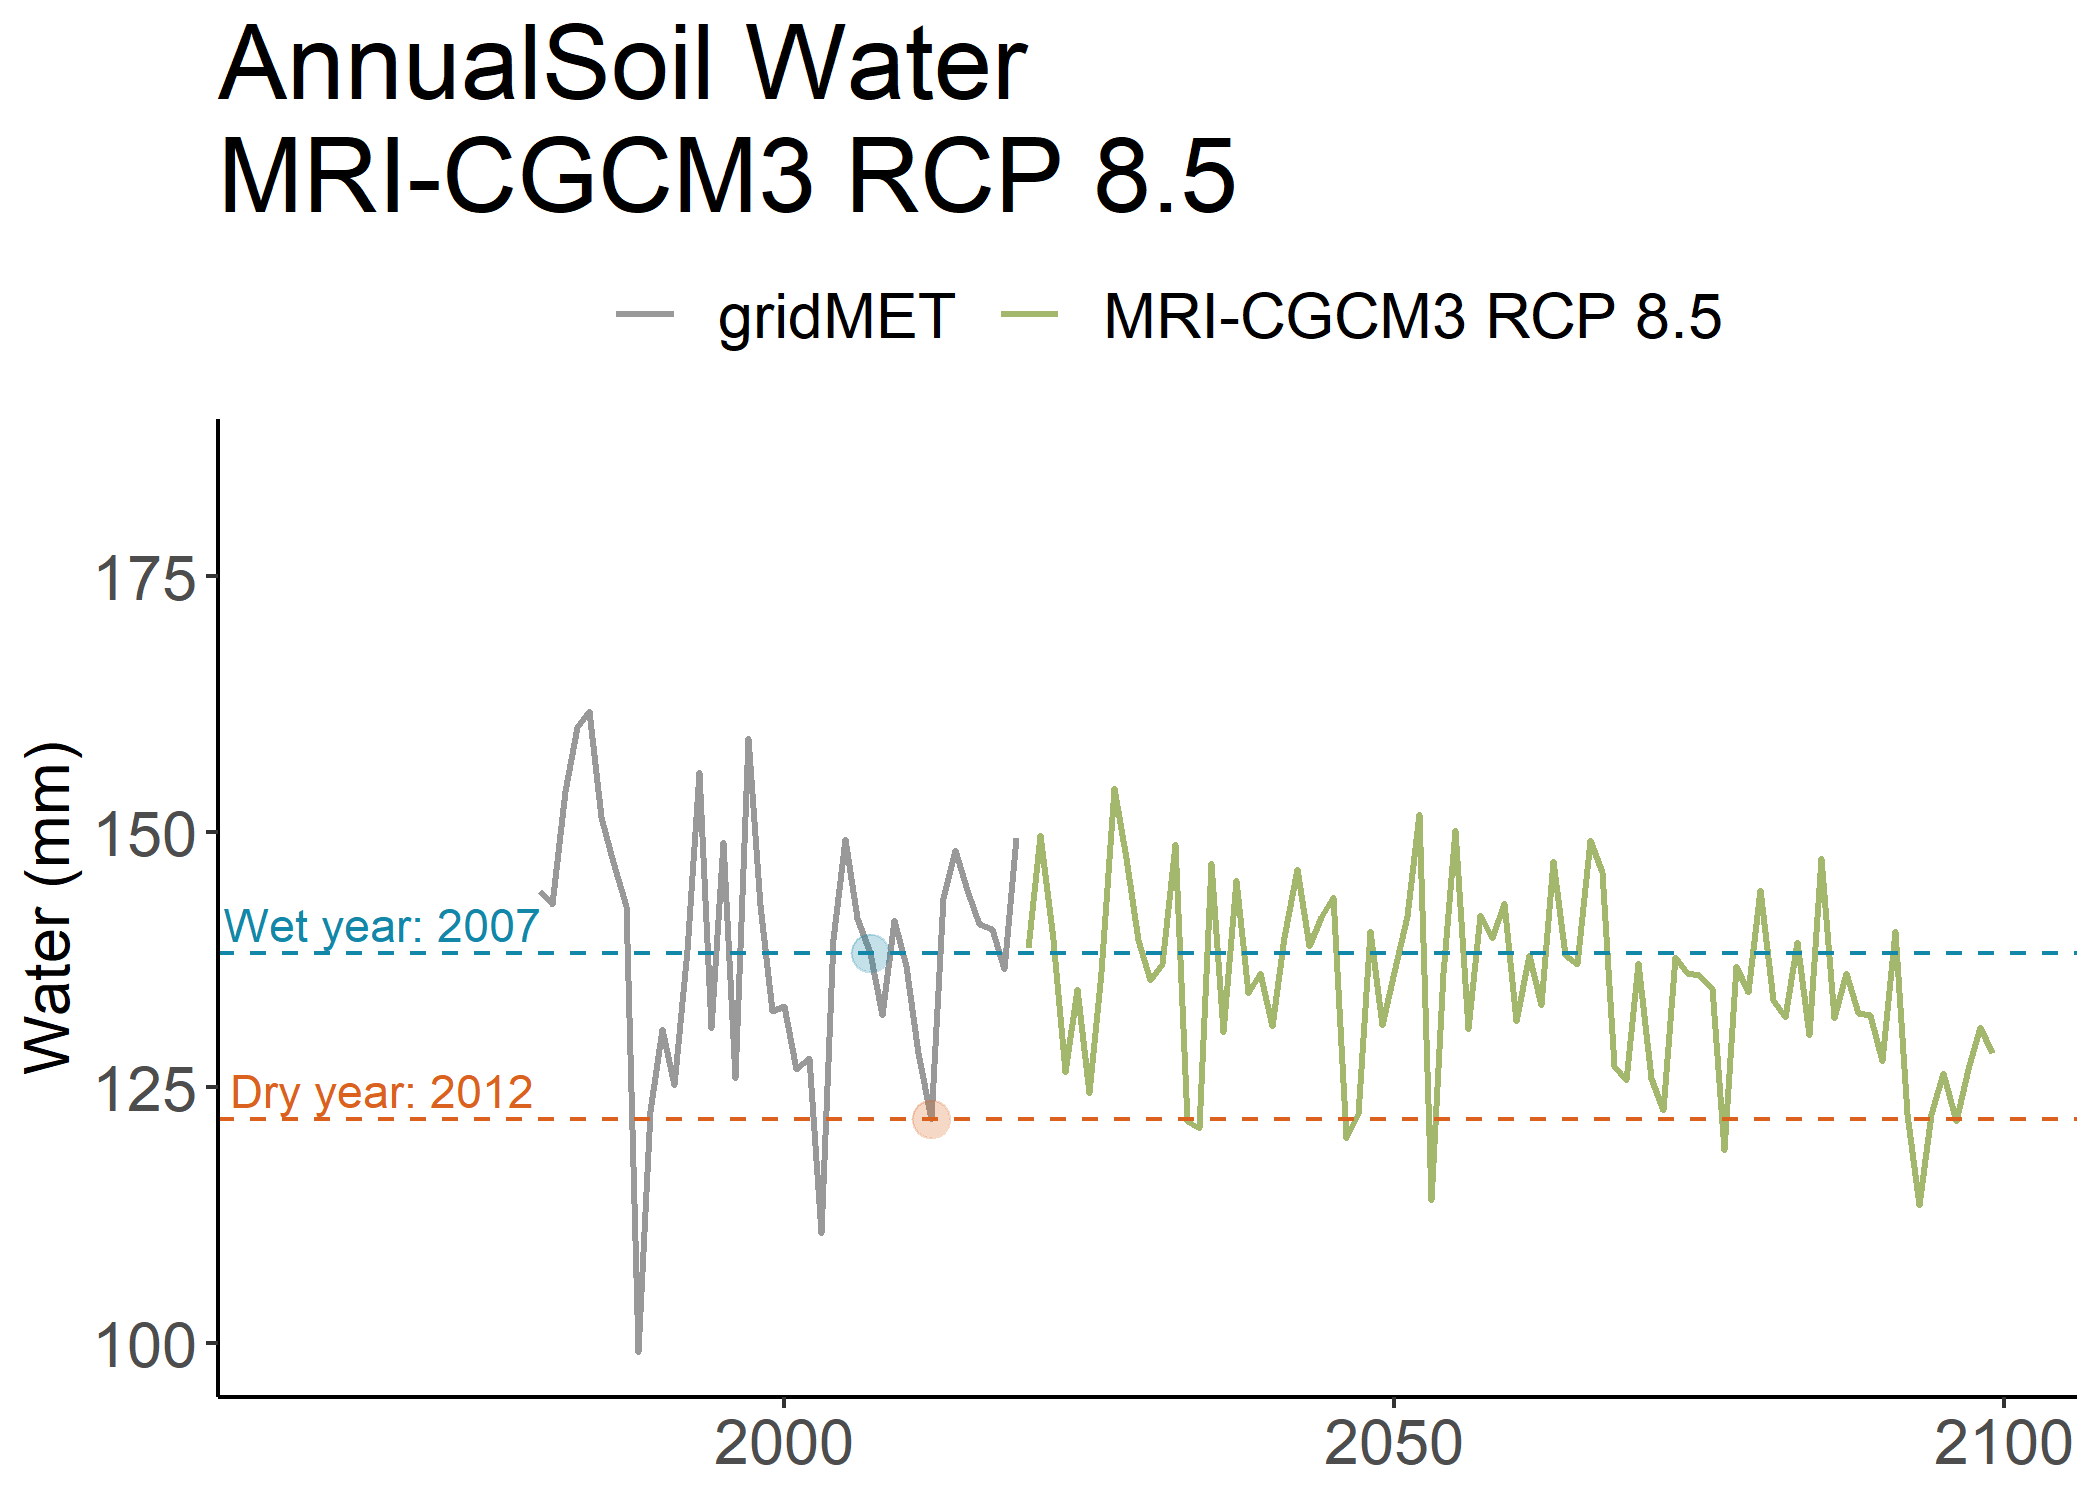 AnnualSoil Water
MRI-CGCM3 RCP 8.5
gridMET MRI-CGCM3 RCP 8.5
175
150
125
100
Water (mm)
Wet year: 2007
Dry year: 2012
2000 2050 2100